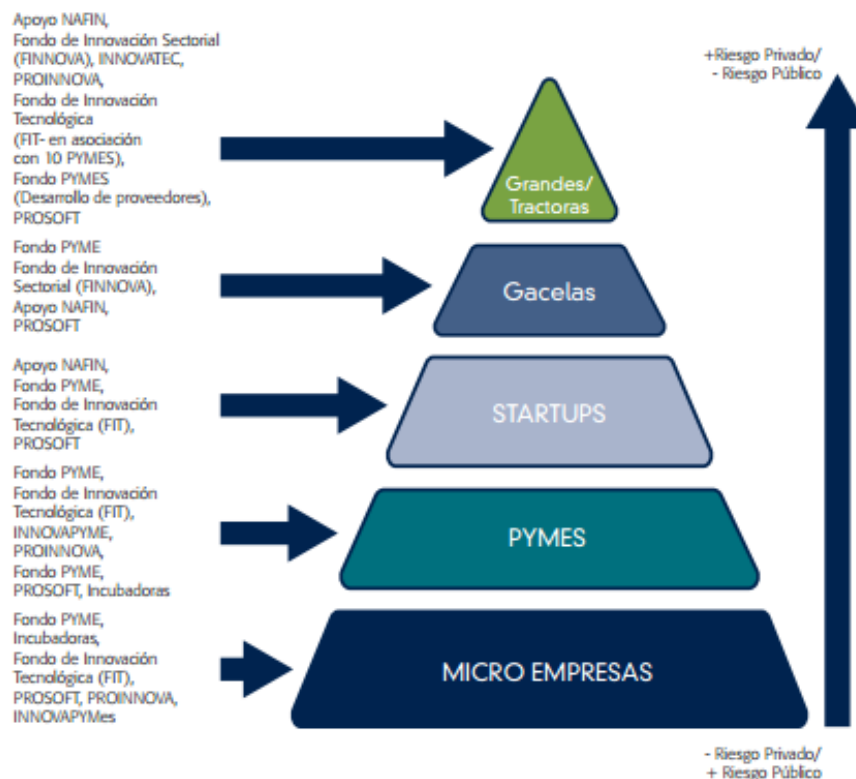 Apoyo NAFIN,
Fondo de Innovación Sectorial
(FINNOVA), INNOVATEC,
PROINNOVA,
Fondo de Innovación
Tecnológica
(FIT- en asociación
con 10 PYMES),
Fondo PYMES
(Desarrollo de proveedores),
PROSOFT
+Riesgo Privado/
- Riesgo Público
Grandes/
Tractoras
Fondo PYME
Fondo de Innovación
Sectorial (FINNOVA),
Apoyo NAFIN,
PROSOFT
Gacelas
Apoyo NAFIN,
Fondo PYME,
Fondo de Innovación
Tecnológica (FIT),
PROSOFT
STARTUPS
Fondo PYME,
Fondo de Innovación
Tecnológica (FIT),
INNOVAPYME,
PROINNOVA,
Fondo PYME,
PROSOFT, Incubadoras
PYMES
Fondo PYME,
Incubadoras,
Fondo de Innovación
Tecnológica (FIT),
PROSOFT, PROINNOVA,
INNOVAPYMes
MICRO EMPRESAS
- Riesgo Privado/
+ Riesgo Público